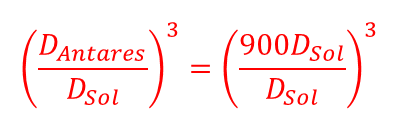 (D_Antares / D_Sol)^3 = (900D_Sol / D_Sol)^3